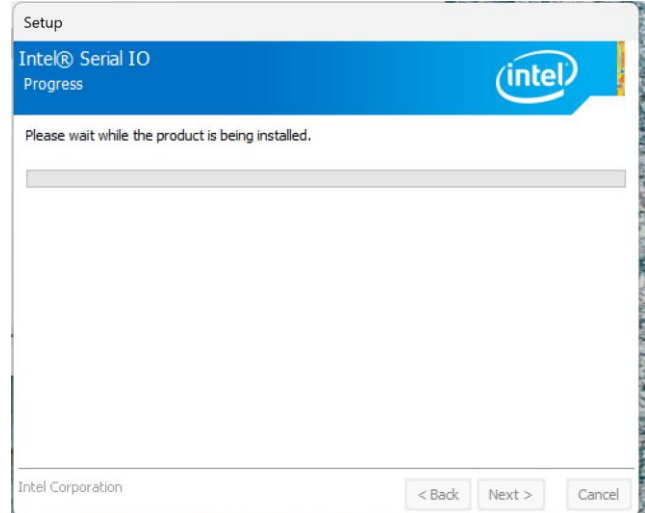 Setup
Intel® Serial IO
Progress
intel
Please wait while the product is being installed.
Intel Corporation
< Back Next > Cancel